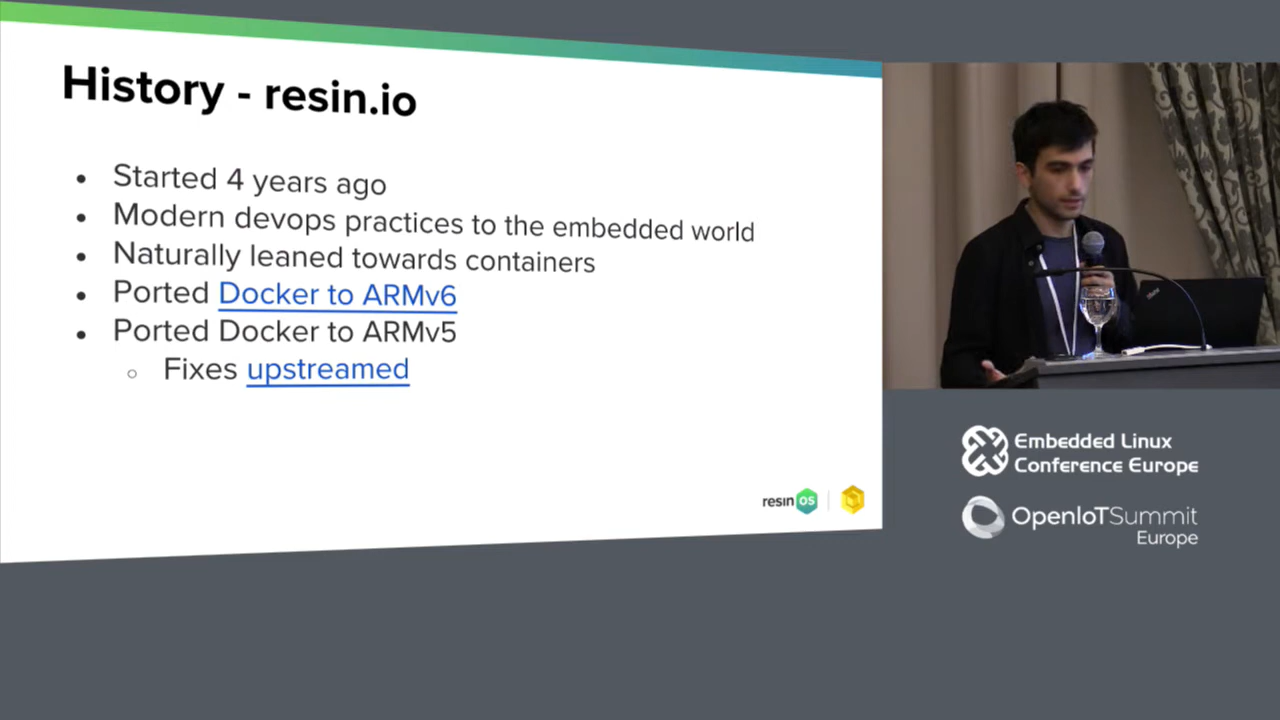 History - resin.io
Started 4 years ago
Modern devops practices to the embedded world
Naturally leaned towards containers
Ported Docker to ARMv6
Ported Docker to ARMv5
Fixes upstreamed
resin OS
Embedded Linux
Conference Europe
OpenIoTSummit
Europe